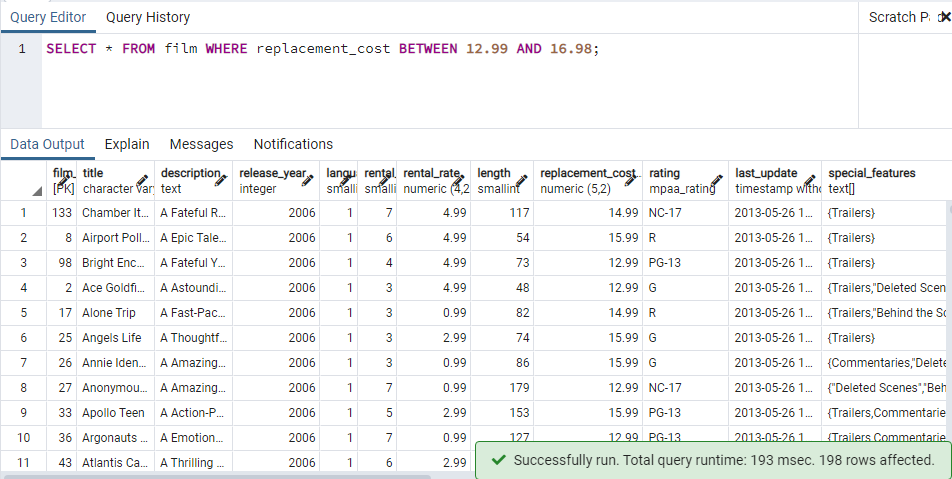 Query Editor Query History Scratch Pa
1 SELECT * FROM film WHERE replacement_cost BETWEEN 12.99 AND 16.98;
Data Output Explain Messages Notifications
film_ title description release_year rental_ rental_rate length replacement_cost rating last_update special_features
[PK] character vary text integer smalli smalli numeric (4,2 smallint numeric (5,2) mpaa_rating timestamp witho text[]
1 133 Chamber It... A Fateful R... 2006 1 7 4.99 117 14.99 NC-17 2013-05-26 1... {Trailers}
2 8 Airport Poll... A Epic Tale... 2006 1 6 4.99 54 15.99 R 2013-05-26 1... {Trailers}
3 98 Bright Enc... A Fateful Y... 2006 1 4 4.99 73 12.99 PG-13 2013-05-26 1... {Trailers}
4 2 Ace Goldfi... A Astoundi... 2006 1 3 4.99 48 12.99 G 2013-05-26 1... {Trailers,"Deleted Scen
5 17 Alone Trip A Fast-Pac... 2006 1 3 0.99 82 14.99 R 2013-05-26 1... {Trailers,"Behind the Sc
6 25 Angels Life A Thoughtf... 2006 1 3 2.99 74 15.99 G 2013-05-26 1... {Trailers}
7 26 Annie Iden... A Amazing... 2006 1 3 0.99 86 15.99 G 2013-05-26 1... {Commentaries,"Delete
8 27 Anonymou... A Amazing... 2006 1 7 0.99 179 12.99 NC-17 2013-05-26 1... {"Deleted Scenes","Beh
9 33 Apollo Teen A Action-P... 2006 1 5 2.99 153 15.99 PG-13 2013-05-26 1... {Trailers,Commentarie
10 36 Argonauts ... A Emotion... 2006 1 7 0.99 127 12.99 PG-13 2013-05-26 1... {Trailers,Commentarie
11 43 Atlantis Ca... A Thrilling ... 2006 1 6 2.99
Successfully run. Total query runtime: 193 msec. 198 rows affected.